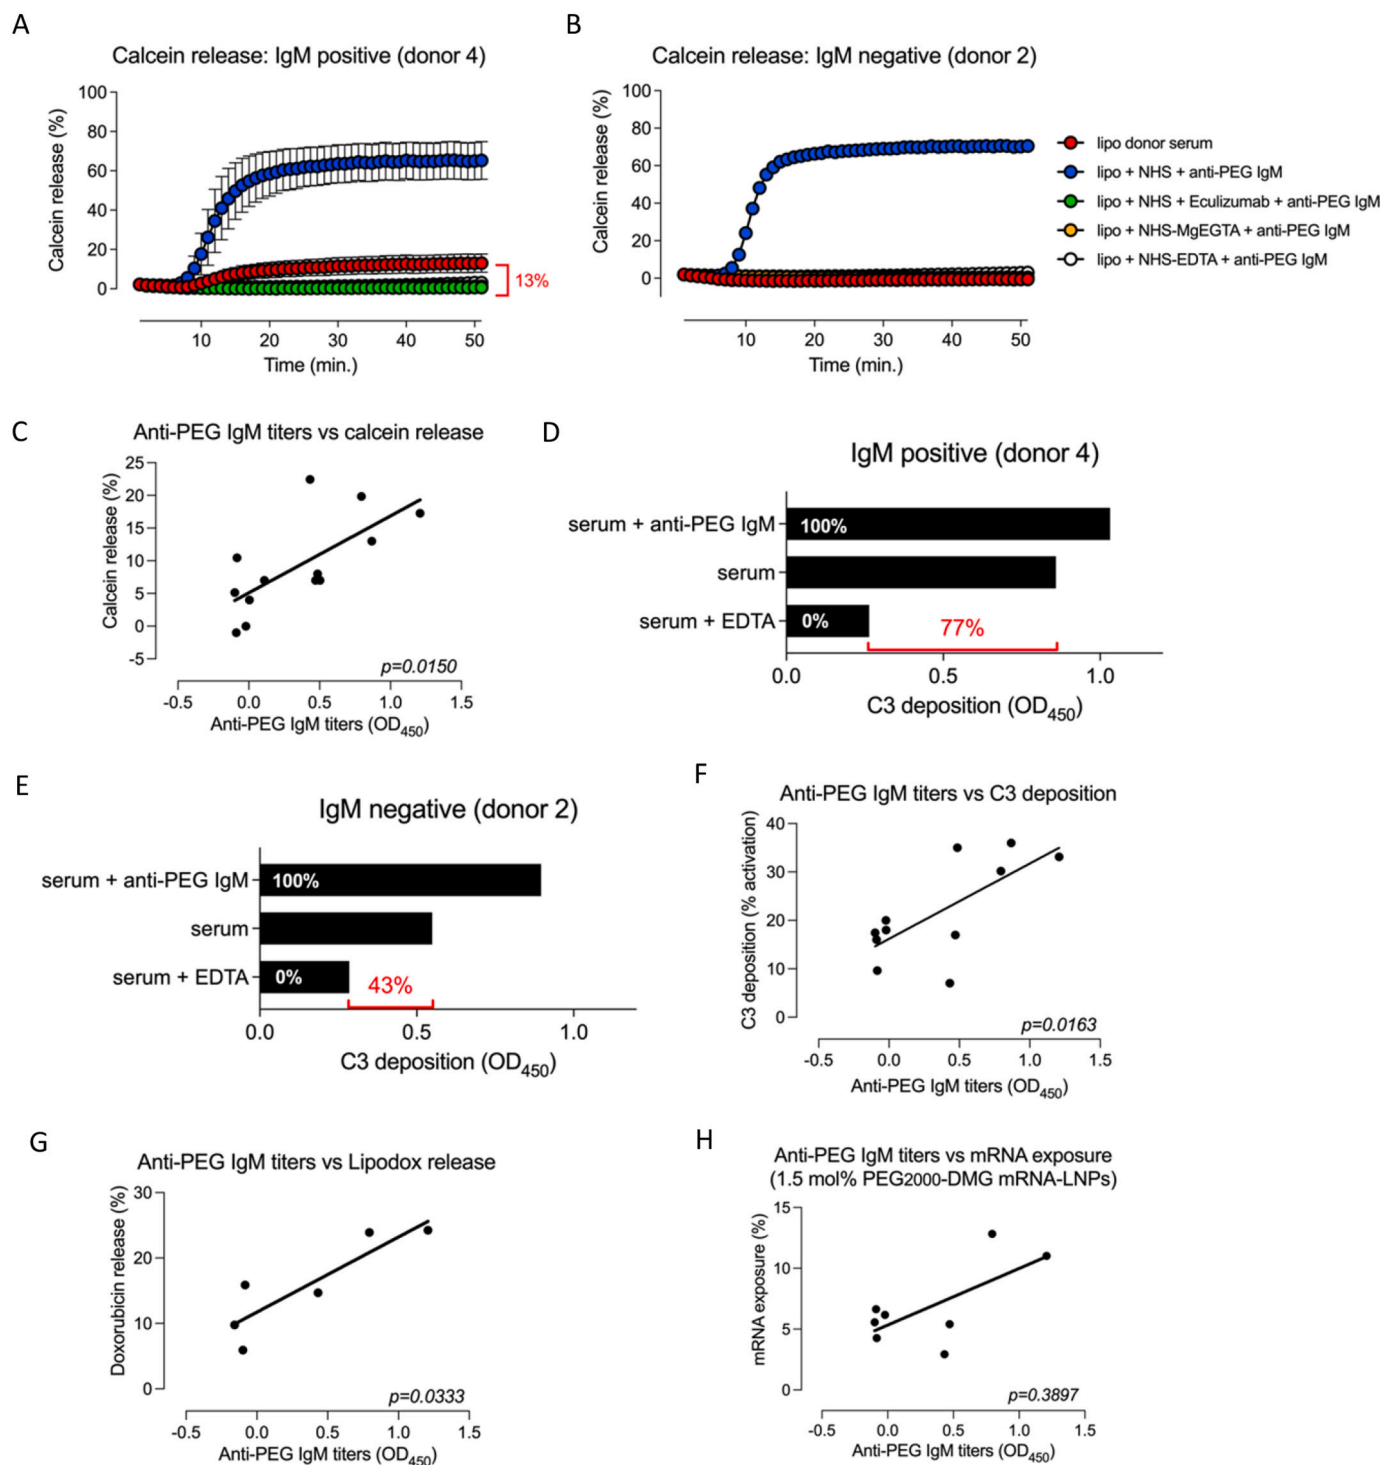 A
Calcein release: IgM positive (donor 4)
Calcein release (%)
100
80
60
40
20
0
13%
10 20 30 40 50
Time (min.)
B
Calcein release: IgM negative (donor 2)
Calcein release (%)
100
80
60
40
20
0
10 20 30 40 50
Time (min.)
lipo donor serum
lipo + NHS + anti-PEG IgM
lipo + NHS + Eculizumab + anti-PEG IgM
lipo + NHS-MgEGTA + anti-PEG IgM
lipo + NHS-EDTA + anti-PEG IgM
C
Anti-PEG IgM titers vs calcein release
Calcein release (%)
25
20
15
10
5
0
-5
p=0.0150
-0.5 0.0 0.5 1.0 1.5
Anti-PEG IgM titers (OD450)
D
IgM positive (donor 4)
serum + anti-PEG IgM
100%
serum
serum + EDTA
0%
77%
0.0 0.5 1.0
C3 deposition (OD450)
E
IgM negative (donor 2)
serum + anti-PEG IgM
100%
serum
serum + EDTA
0%
43%
0.0 0.5 1.0
C3 deposition (OD450)
F
Anti-PEG IgM titers vs C3 deposition
C3 deposition (% activation)
40
30
20
10
0
p=0.0163
-0.5 0.0 0.5 1.0 1.5
Anti-PEG IgM titers (OD450)
G
Anti-PEG IgM titers vs Lipodox release
Doxorubicin release (%)
30
20
10
0
p=0.0333
-0.5 0.0 0.5 1.0 1.5
Anti-PEG IgM titers (OD450)
H
Anti-PEG IgM titers vs mRNA exposure
(1.5 mol% PEG2000-DMG mRNA-LNPs)
mRNA exposure (%)
15
10
5
0
p=0.3897
-0.5 0.0 0.5 1.0 1.5
Anti-PEG IgM titers (OD450)